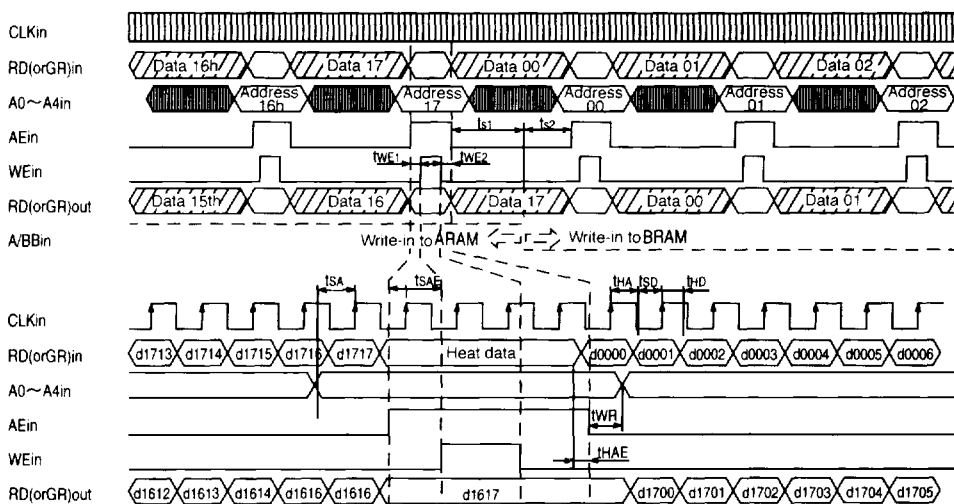 CLKin
RD(orGR)in Data 16h Data 17 Data 00 Data 01 Data 02
A0～A4in Address 16h Address 17 Address 00 Address 01 Address 02
AEin ts1 ts2
WEin tWE1 tWE2
RD(orGR)out Data 15th Data 16 Data 17 Data 00 Data 01
A/BBin Write-in to ARAM Write-in to BRAM
tSA tSAE tHA tSD tHD
CLKin
RD(orGR)in d1713 d1714 d1715 d1716 d1717 Heat data d0000 d0001 d0002 d0003 d0004 d0005 d0006
A0～A4in
AEin tWR
WEin tHAE
RD(orGR)out d1612 d1613 d1614 d1616 d1616 d1617 d1700 d1701 d1702 d1703 d1704 d1705